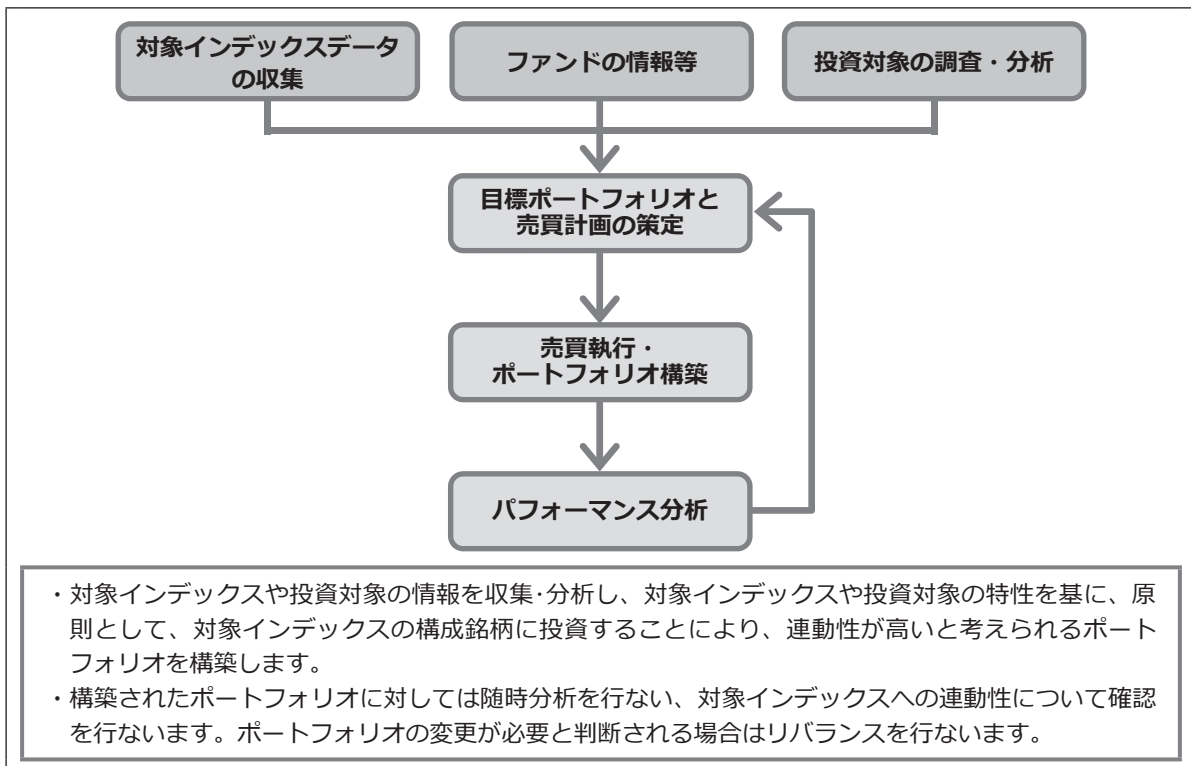 対象インデックスデータ
の収集
ファンドの情報等
投資対象の調査・分析
目標ポートフォリオと
売買計画の策定
売買執行・
ポートフォリオ構築
パフォーマンス分析
・対象インデックスや投資対象の情報を収集･分析し、対象インデックスや投資対象の特性を基に、原
則として、対象インデックスの構成銘柄に投資することにより、連動性が高いと考えられるポート
フォリオを構築します。
・構築されたポートフォリオに対しては随時分析を行ない、対象インデックスへの連動性について確認
を行ないます。ポートフォリオの変更が必要と判断される場合はリバランスを行ないます。